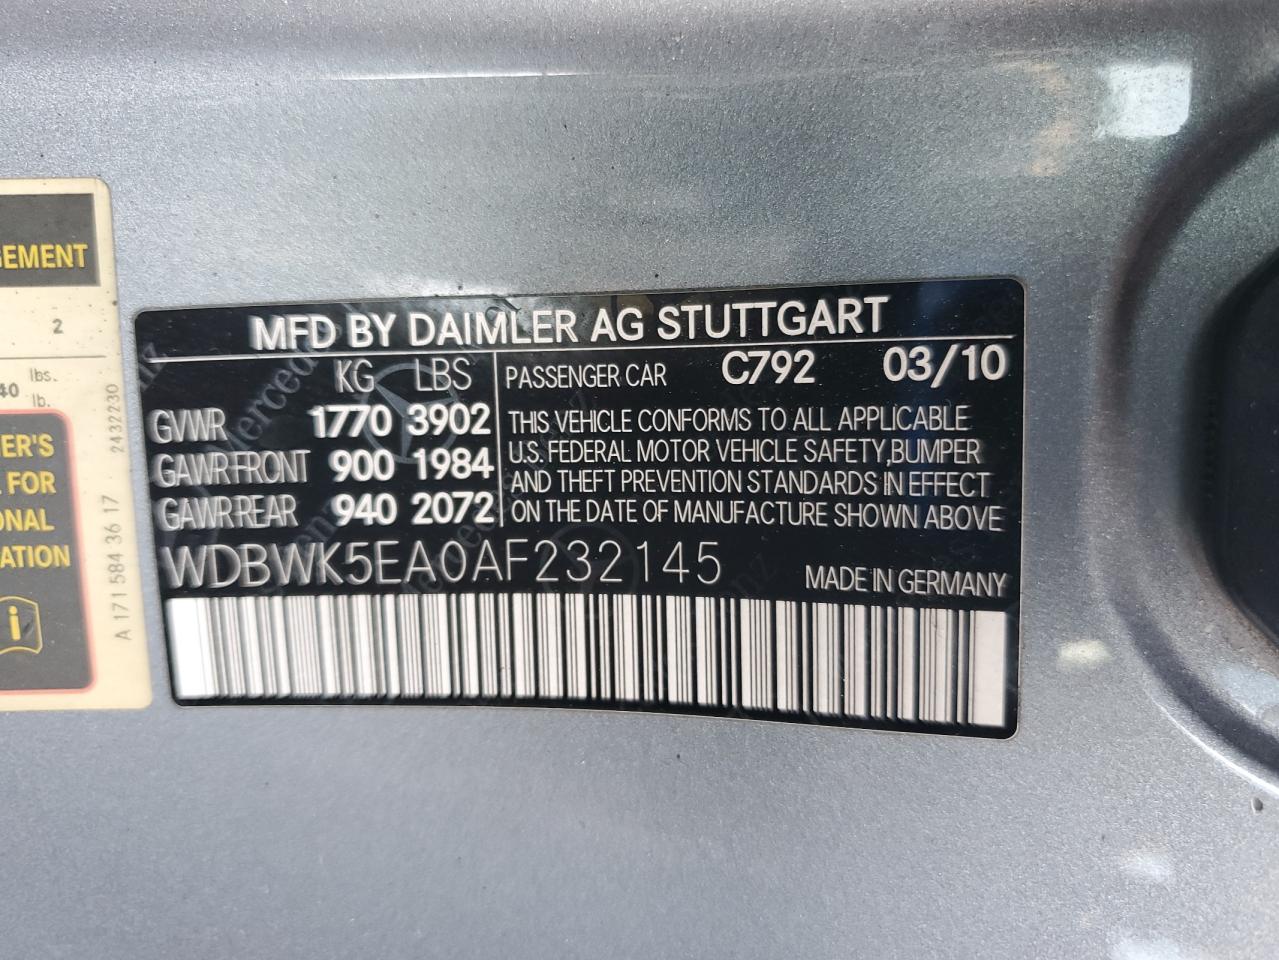 GEMENT
2
40 lbs.
lb.
ER'S
L FOR
ONAL
ATION
i
A 171 584 36 17 2432230
MFD BY DAIMLER AG STUTTGART
KG LBS
GVWR 1770 3902
GAWR FRONT 900 1984
GAWR REAR 940 2072
PASSENGER CAR C792 03/10
THIS VEHICLE CONFORMS TO ALL APPLICABLE
U.S. FEDERAL MOTOR VEHICLE SAFETY, BUMPER
AND THEFT PREVENTION STANDARDS IN EFFECT
ON THE DATE OF MANUFACTURE SHOWN ABOVE
WDBWK5EA0AF232145
MADE IN GERMANY